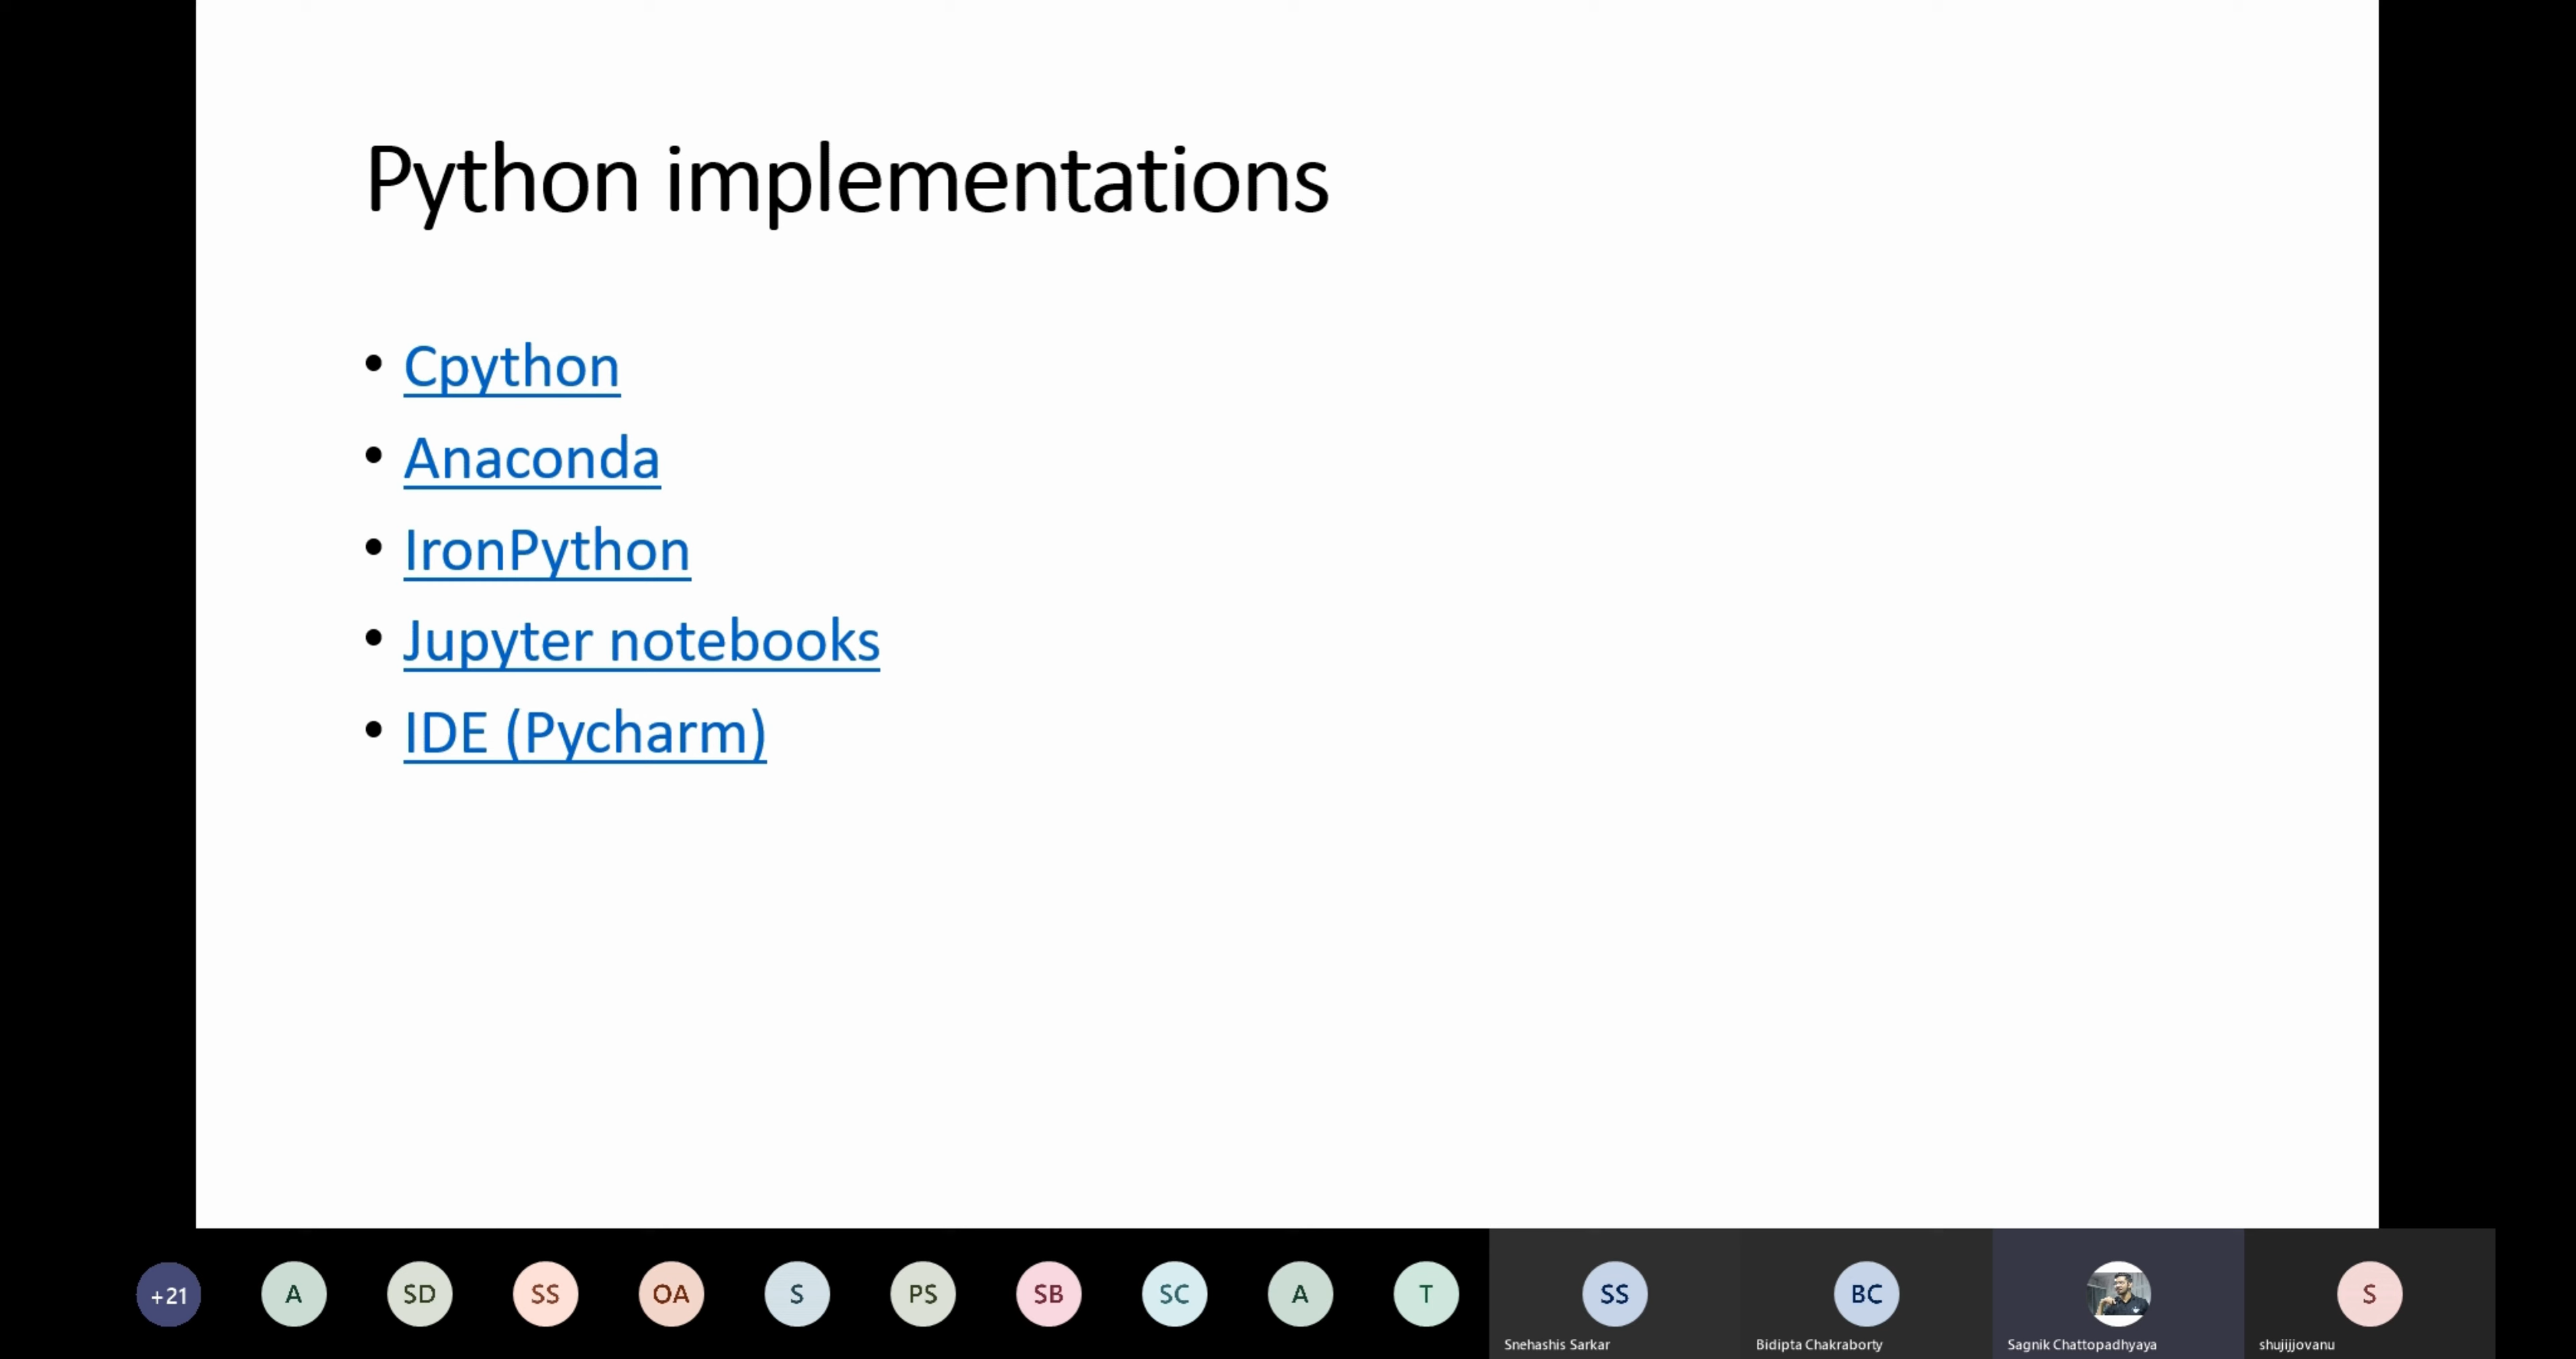 Python implementations
• Cpython
• Anaconda
• IronPython
• Jupyter notebooks
• IDE (Pycharm)
+21 A SD SS OA S PS SB SC A T SS BC S
Snehashis Sarkar Bidipta Chakraborty Sagnik Chattopadhyaya shujijjovanu